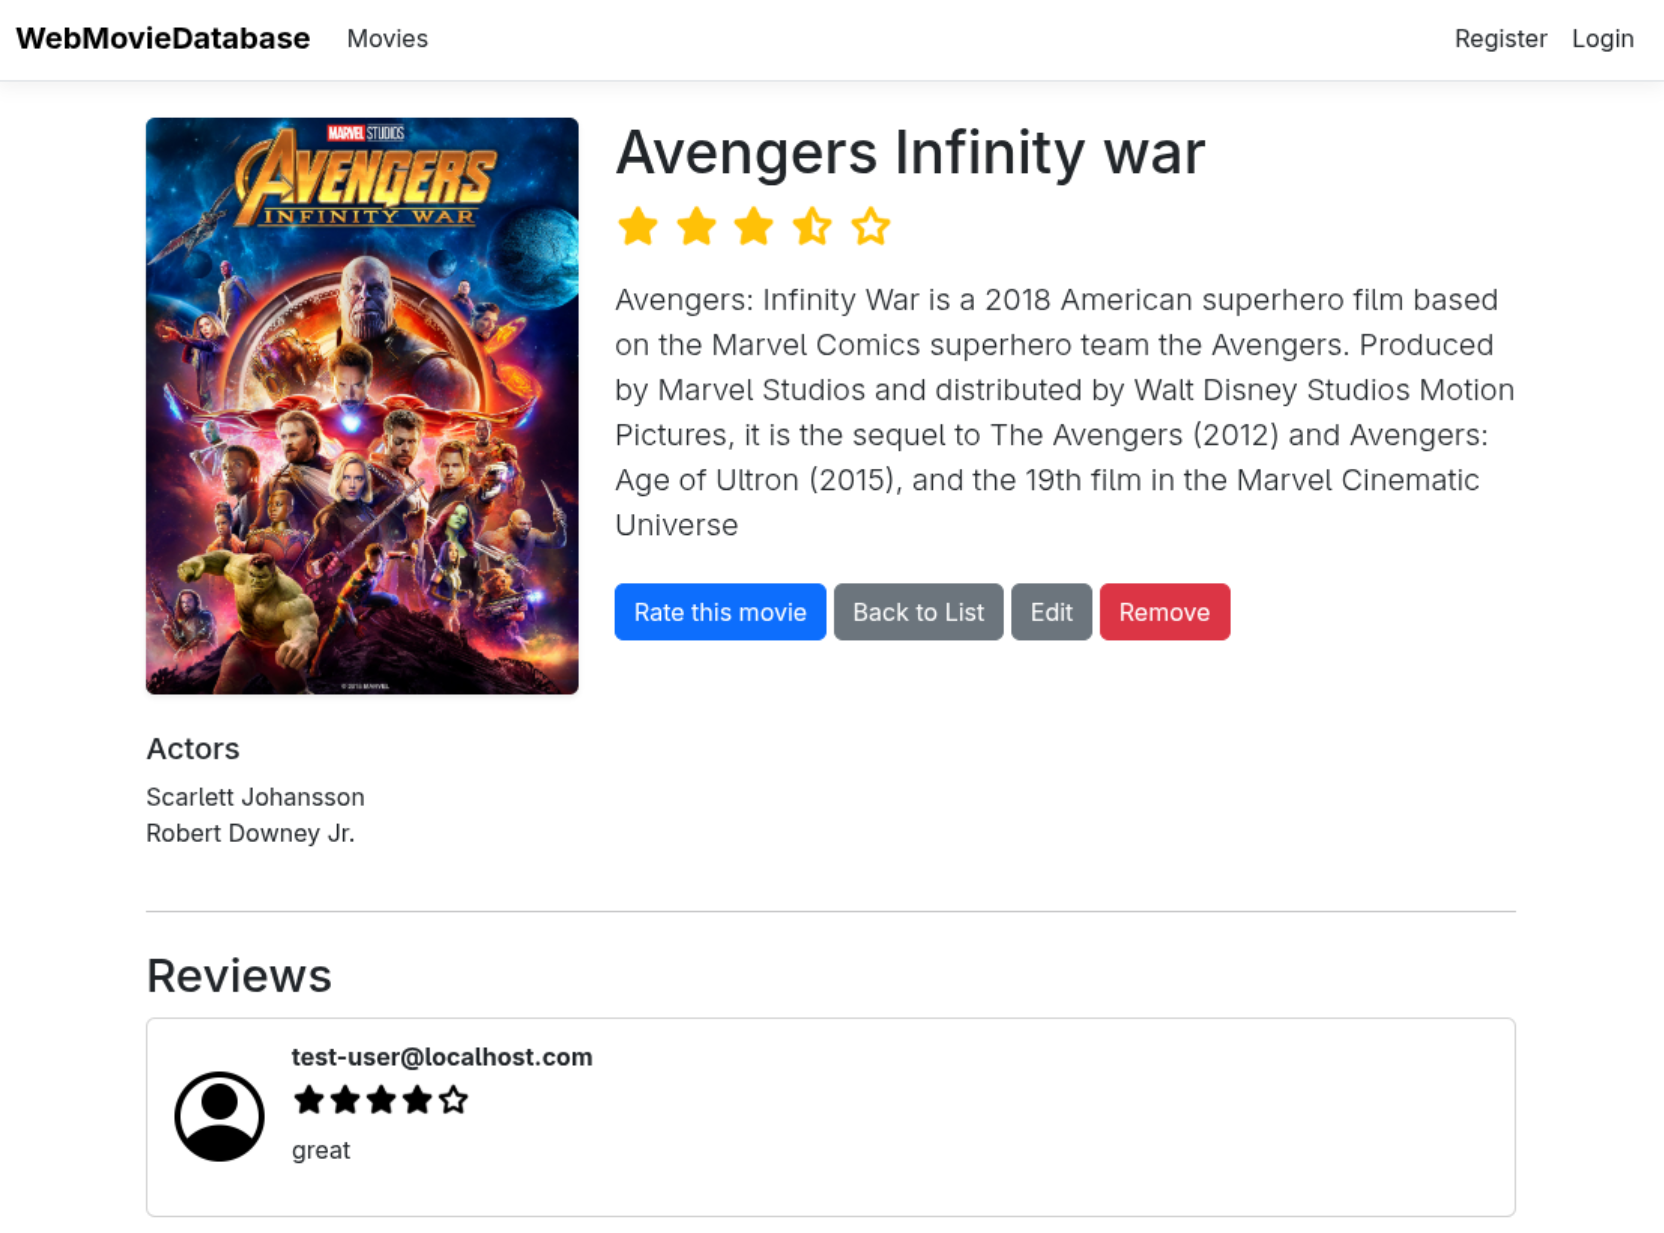 WebMovieDatabase Movies Register Login
MARVEL STUDIOS
AVENGERS
INFINITY WAR
Avengers Infinity war
Avengers: Infinity War is a 2018 American superhero film based
on the Marvel Comics superhero team the Avengers. Produced
by Marvel Studios and distributed by Walt Disney Studios Motion
Pictures, it is the sequel to The Avengers (2012) and Avengers:
Age of Ultron (2015), and the 19th film in the Marvel Cinematic
Universe
Rate this movie Back to List Edit Remove
© 2018 MARVEL
Actors
Scarlett Johansson
Robert Downey Jr.
Reviews
test-user@localhost.com
great